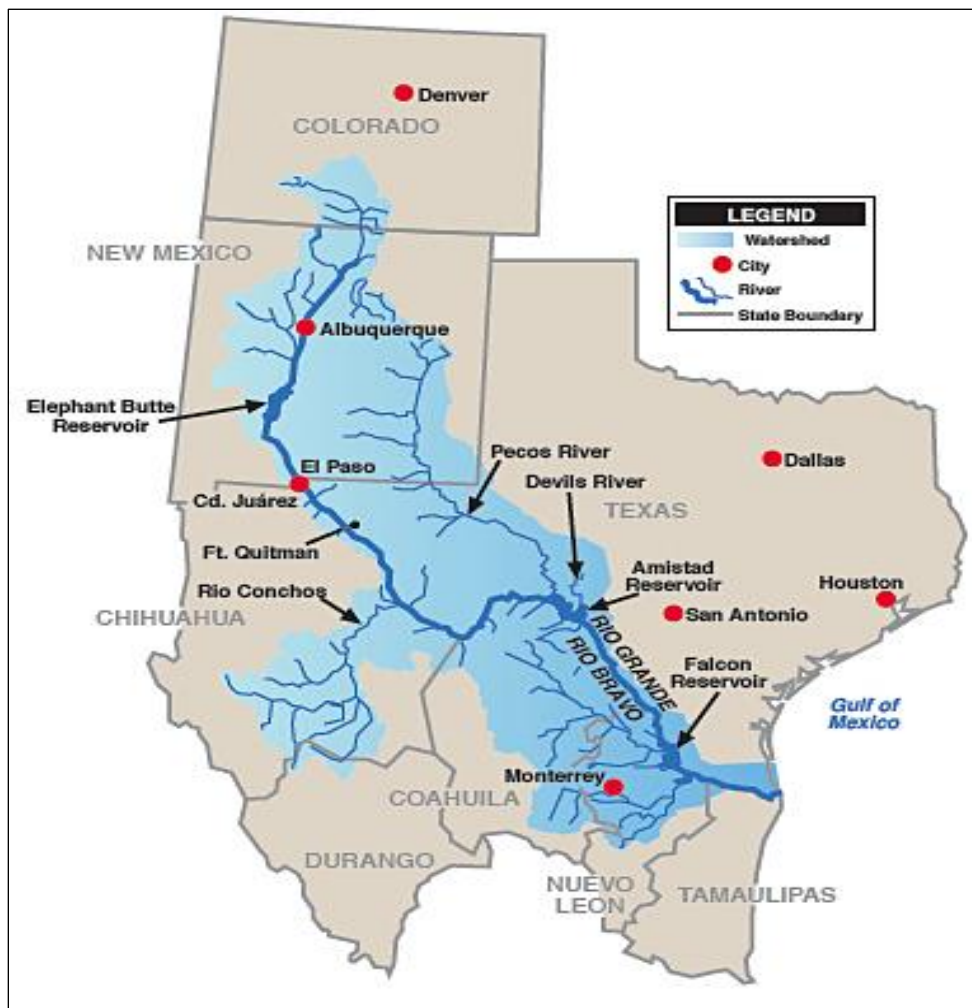 Denver
COLORADO
LEGEND
Watershed
City
River
State Boundary
NEW MEXICO
Albuquerque
Elephant Butte
Reservoir
El Paso
Cd. Juárez
Pecos River
Devils River
Dallas
TEXAS
Ft. Quitman
Rio Conchos
Amistad
Reservoir
Houston
CHIHUAHUA
San Antonio
RIO GRANDE
RIO BRAVO
Falcon
Reservoir
Gulf of
Mexico
Monterrey
COAHUILA
DURANGO
NUEVO
LEÓN
TAMAULIPAS